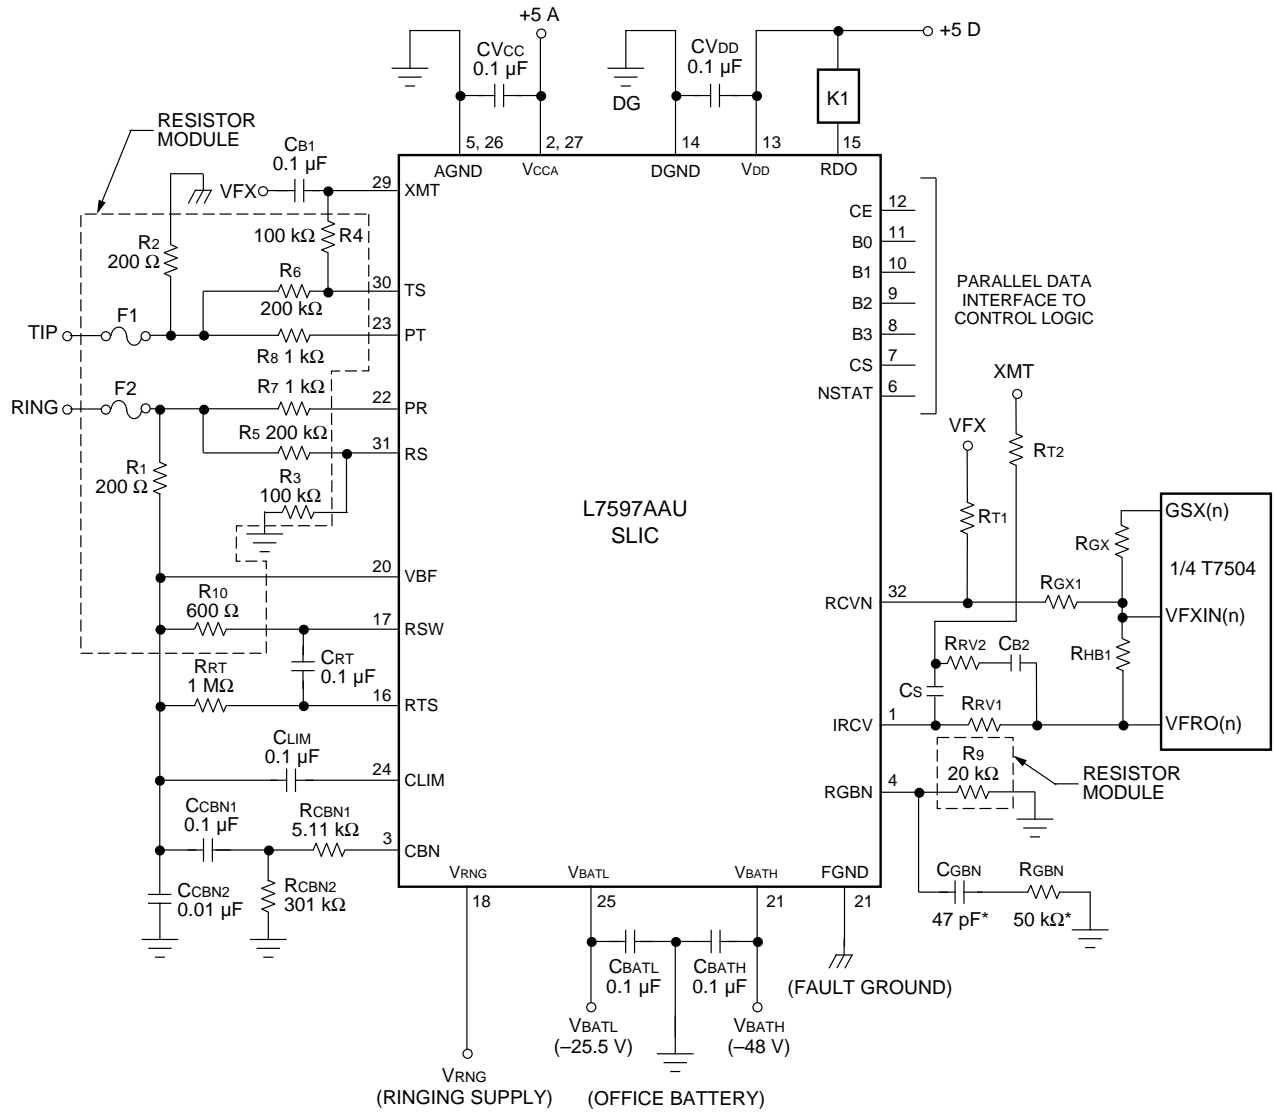 +5 A
+5 D
CVCC
0.1 µF
CVDD
0.1 µF
DG
K1
RESISTOR
MODULE
5, 26
2, 27
14
13
15
AGND
VCCA
DGND
VDD
RDO
CB1
0.1 µF
VFX
29
XMT
100 kΩ
R4
R2
200 Ω
R6
200 kΩ
30
TS
TIP
F1
23
PT
R8 1 kΩ
R7 1 kΩ
RING
F2
22
PR
R5 200 kΩ
31
RS
R1
200 Ω
R3
100 kΩ
L7597AAU
SLIC
20
VBF
R10
600 Ω
17
RSW
CRT
0.1 µF
RRT
1 MΩ
16
RTS
CLIM
0.1 µF
24
CLIM
CCBN1
0.1 µF
RCBN1
5.11 kΩ
3
CBN
CCBN2
0.01 µF
RCBN2
301 kΩ
CE
12
B0
11
B1
10
B2
9
B3
8
CS
7
NSTAT
6
PARALLEL DATA
INTERFACE TO
CONTROL LOGIC
XMT
VFX
RT2
RT1
GSX(n)
RGX
1/4 T7504
RGX1
RCVN
32
VFXIN(n)
RRV2
CB2
RHB1
CS
IRCV
1
RRV1
VFRO(n)
R9
20 kΩ
RGBN
4
RESISTOR
MODULE
CGBN
47 pF*
RGBN
50 kΩ*
VRNG
VBATL
VBATH
FGND
18
25
21
21
CBATL
0.1 µF
CBATH
0.1 µF
(FAULT GROUND)
VBATL
(–25.5 V)
VBATH
(–48 V)
VRNG
(RINGING SUPPLY)
(OFFICE BATTERY)